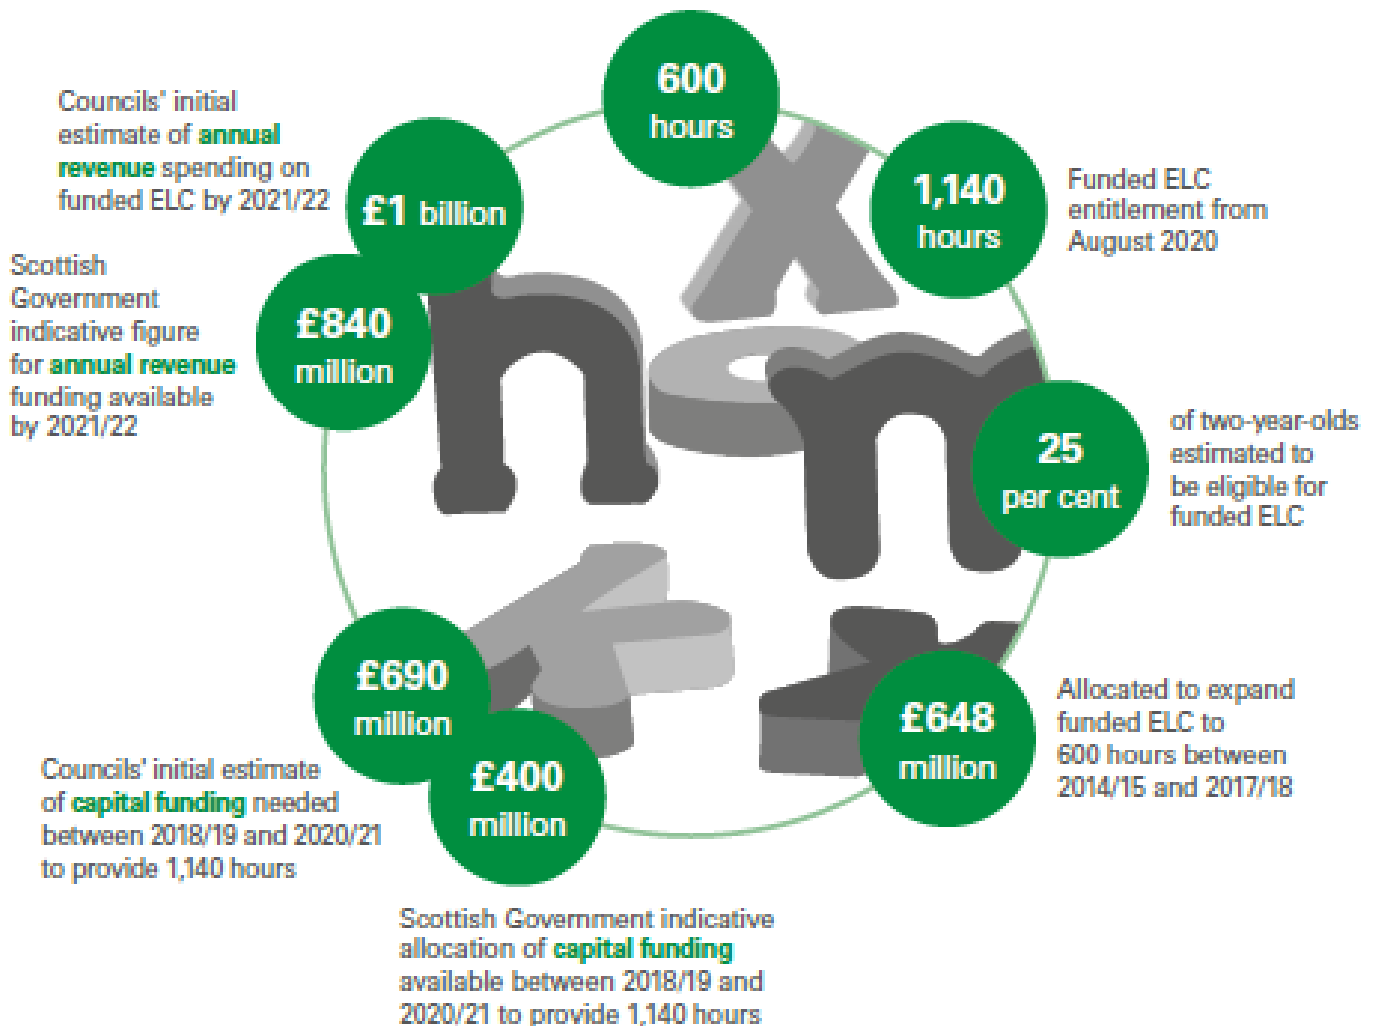 600
hours
1,140
hours
Funded ELC
entitlement from
August 2020
25
per cent
of two-year-olds
estimated to
be eligible for
funded ELC
£648
million
Allocated to expand
funded ELC to
600 hours between
2014/15 and 2017/18
£400
million
Scottish Government indicative
allocation of capital funding
available between 2018/19 and
2020/21 to provide 1,140 hours
£690
million
Councils' initial estimate
of capital funding needed
between 2018/19 and 2020/21
to provide 1,140 hours
£840
million
Scottish
Government
indicative figure
for annual revenue
funding available
by 2021/22
£1 billion
Councils' initial
estimate of annual
revenue spending on
funded ELC by 2021/22